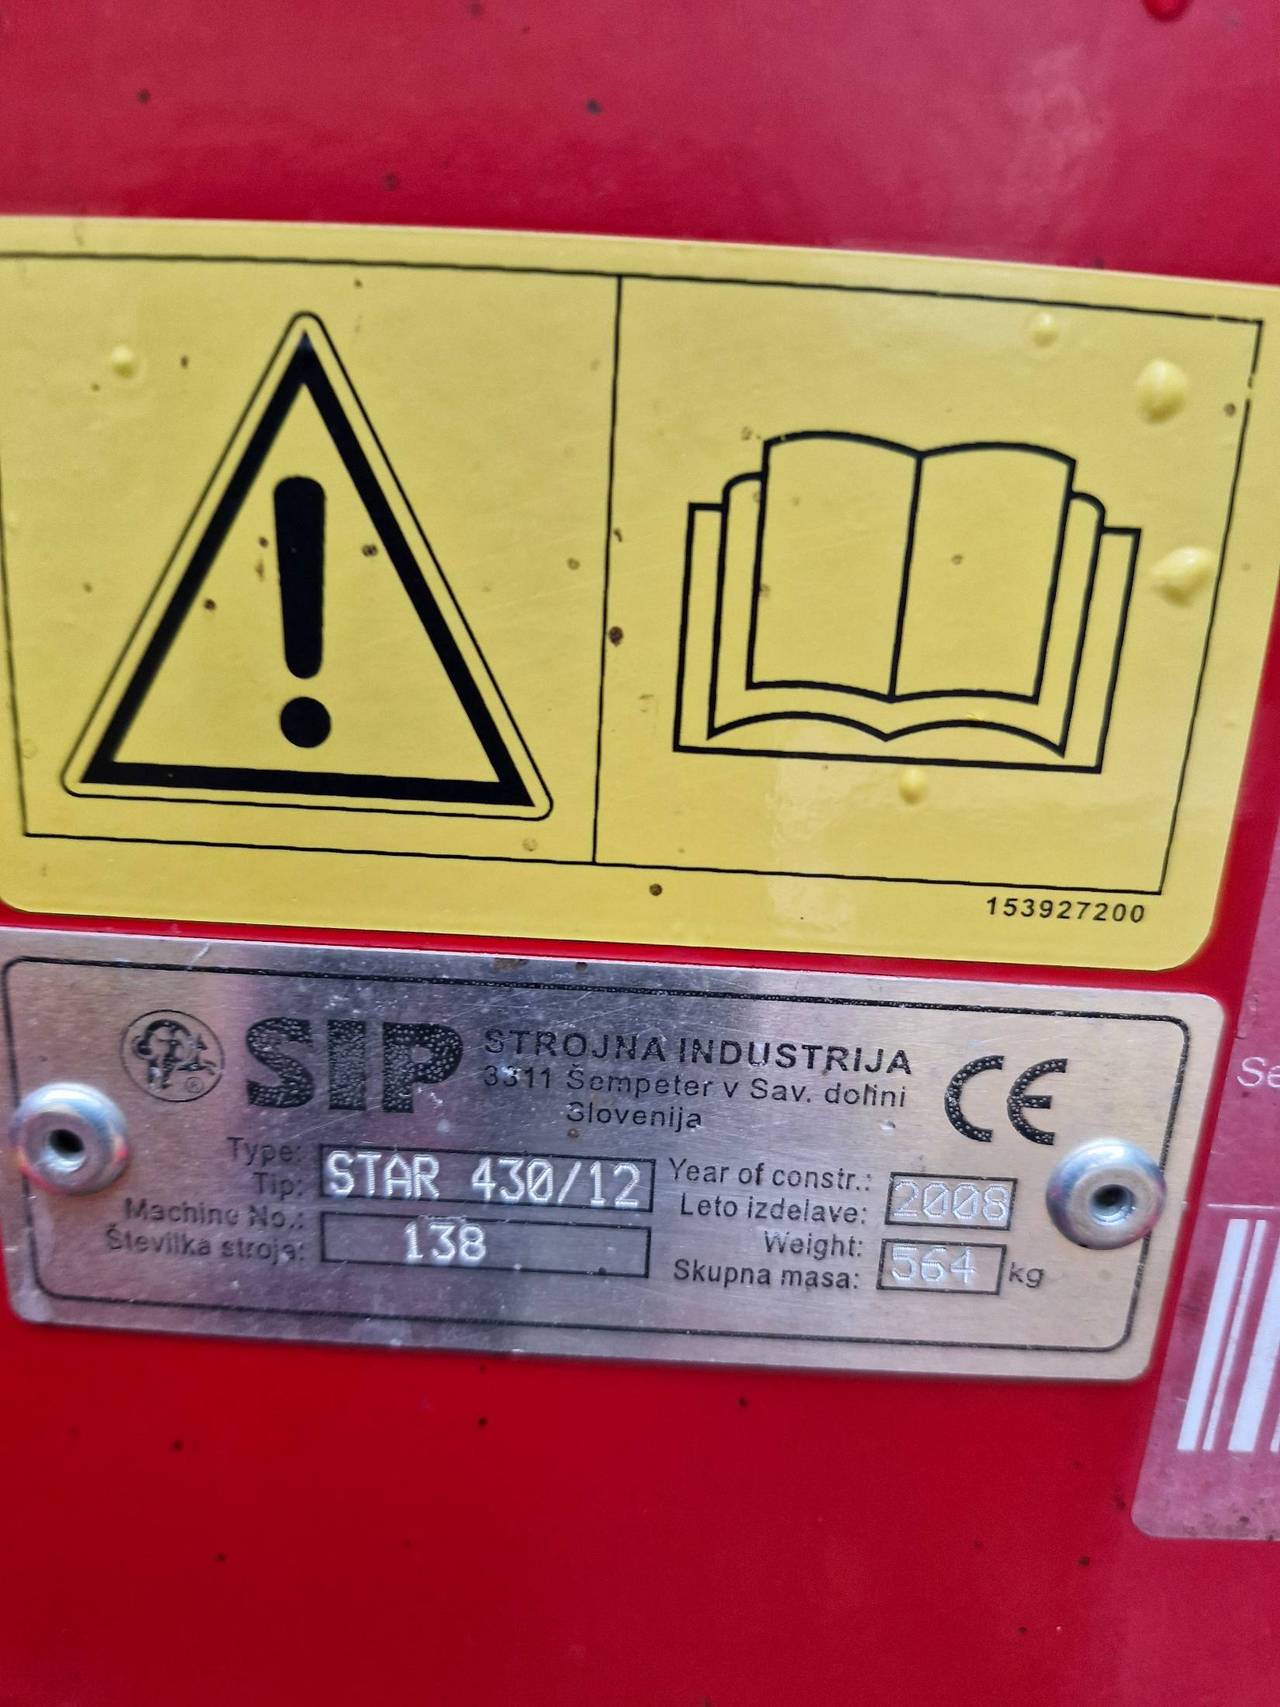 153927200
SIP STROJNA INDUSTRIJA
3311 Šempeter v Sav. dolini
Slovenija
CE
Type:
Tip:
STAR 430/12
Machine No.:
Številka stroja:
138
Year of constr.:
Leto izdelave:
2008
Weight:
Skupna masa:
564 kg
®
Se